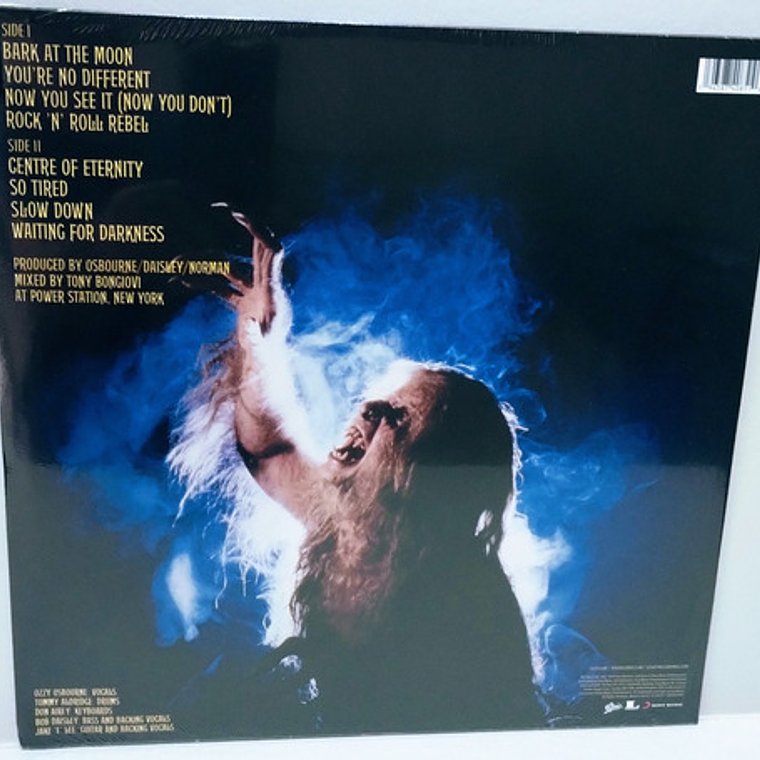 SIDE I
BARK AT THE MOON
YOU'RE NO DIFFERENT
NOW YOU SEE IT (NOW YOU DON'T)
ROCK 'N' ROLL REBEL
SIDE II
CENTRE OF ETERNITY
SO TIRED
SLOW DOWN
WAITING FOR DARKNESS
PRODUCED BY OSBOURNE/DAISLEY/NORMAN
MIXED BY TONY BONGIOVI
AT POWER STATION, NEW YORK
OZZY OSBOURNE: VOCALS
TOMMY ALDRIDGE: DRUMS
DON AIREY: KEYBOARDS
BOB DAISLEY: BASS AND BACKING VOCALS
JAKE 'E' LEE: GUITAR AND BACKING VOCALS
Epic
SONY MUSIC